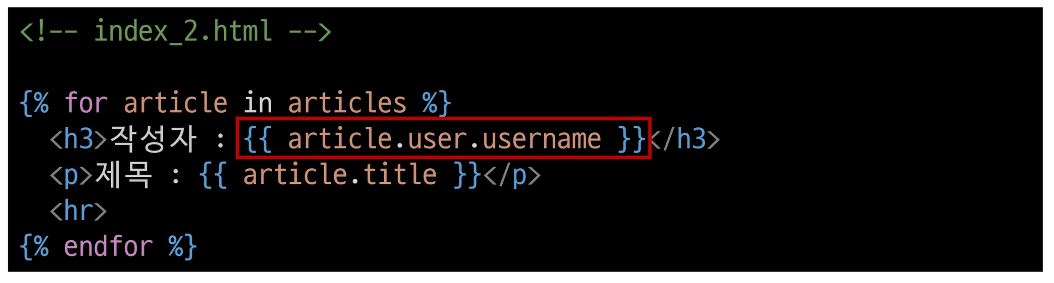 <!-- index_2.html -->
{% for article in articles %}
<h3>작성자 : {{ article.user.username }}</h3>
<p>제목 : {{ article.title }}</p>
<hr>
{% endfor %}